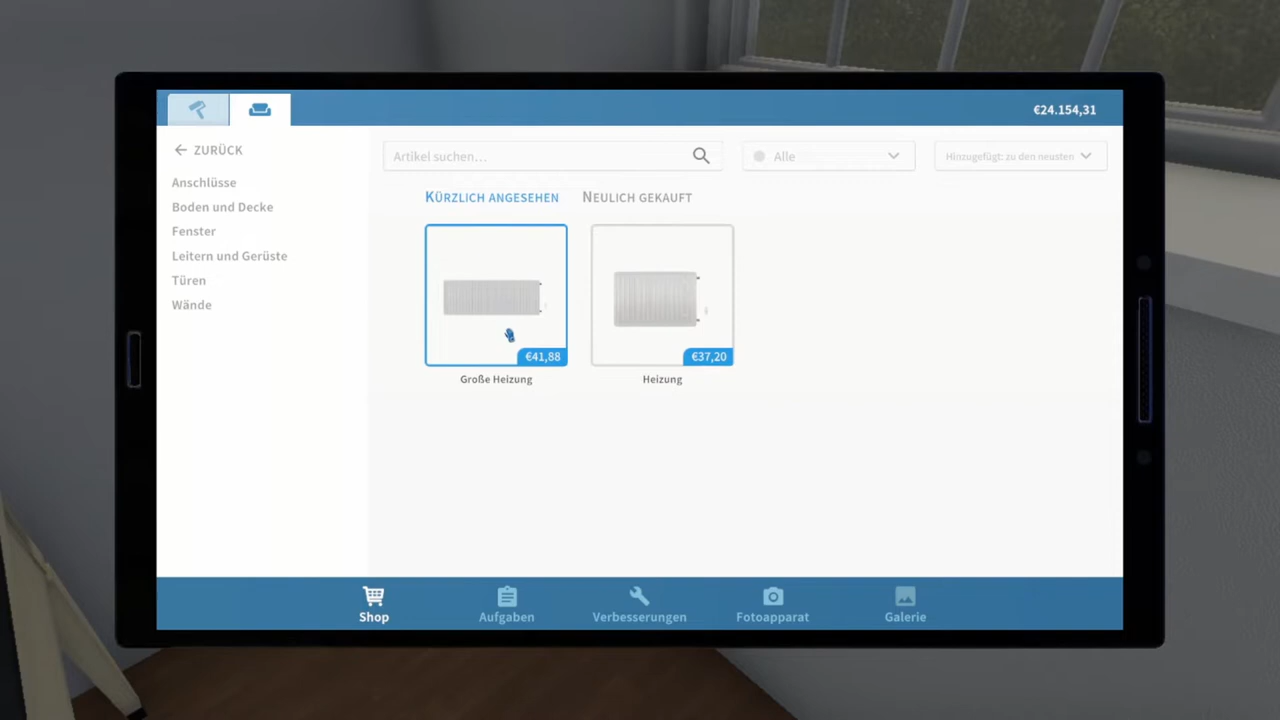 €24.154,31
ZURÜCK
Anschlüsse
Boden und Decke
Fenster
Leitern und Gerüste
Türen
Wände
Artikel suchen...
Alle
Hinzugefügt: zu den neusten
KÜRZLICH ANGESEHEN
NEULICH GEKAUFT
€41,88
Große Heizung
€37,20
Heizung
Shop
Aufgaben
Verbesserungen
Fotoapparat
Galerie